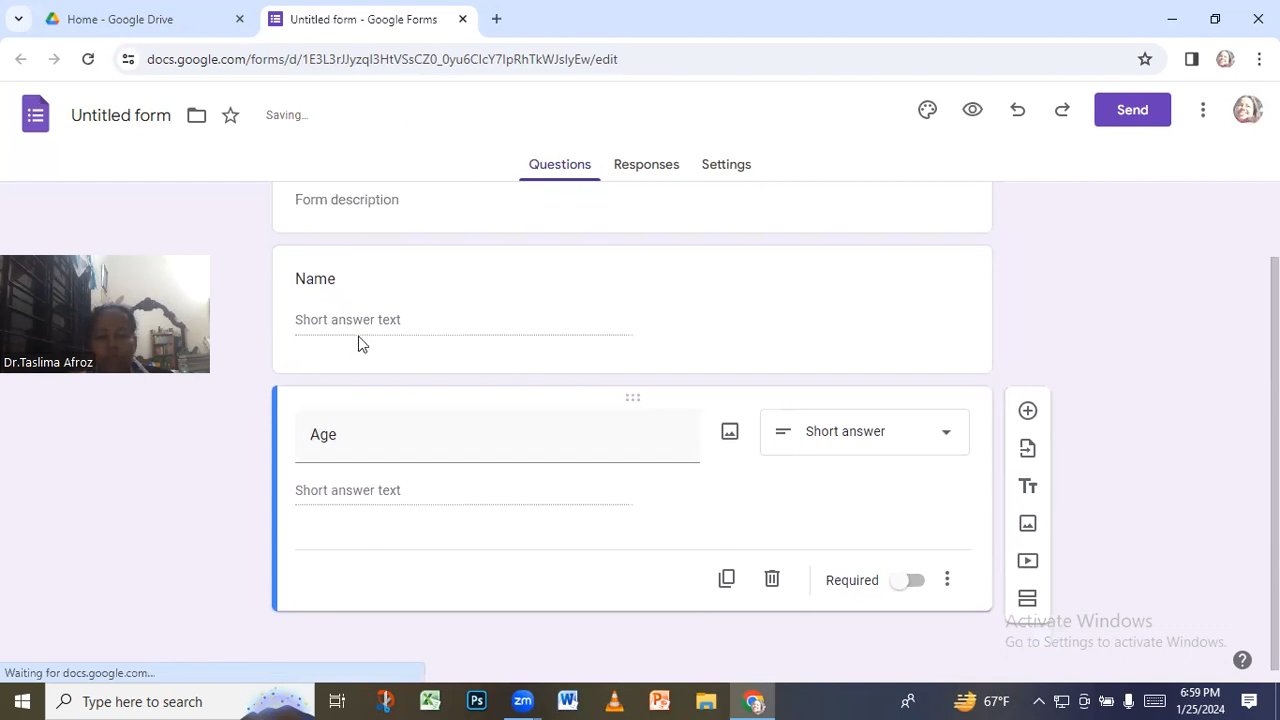 Home - Google Drive
Untitled form - Google Forms
docs.google.com/forms/d/1E3L3rJJyzqI3HtVSsCZ0_0yu6CIcY7IpRhTkWJsIyEw/edit
Untitled form
Saving...
Send
Questions
Responses
Settings
Form description
Name
Short answer text
Age
Short answer
Short answer text
Required
Dr.Taslima Afroz
Activate Windows
Go to Settings to activate Windows.
Waiting for docs.google.com...
Type here to search
67°F
6:59 PM
1/25/2024